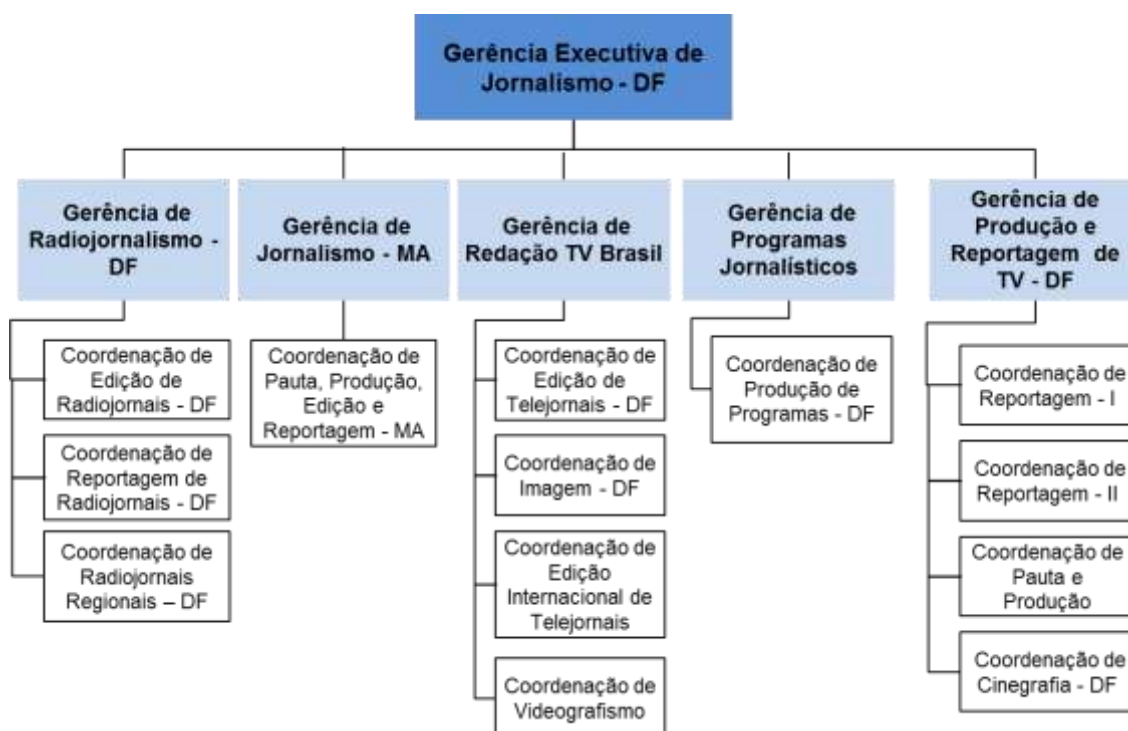 Gerência Executiva de
Jornalismo - DF
Gerência de
Radiojornalismo -
DF
Coordenação de
Edição de
Radiojornais - DF
Coordenação de
Reportagem de
Radiojornais - DF
Coordenação de
Radiojornais
Regionais – DF
Gerência de
Jornalismo - MA
Coordenação de
Pauta, Produção,
Edição e
Reportagem - MA
Gerência de
Redação TV Brasil
Coordenação de
Edição de
Telejornais - DF
Coordenação de
Imagem - DF
Coordenação de
Edição
Internacional de
Telejornais
Coordenação de
Videografismo
Gerência de
Programas
Jornalísticos
Coordenação de
Produção de
Programas - DF
Gerência de
Produção e
Reportagem de
TV - DF
Coordenação de
Reportagem - I
Coordenação de
Reportagem - II
Coordenação de
Pauta e
Produção
Coordenação de
Cinegrafia - DF